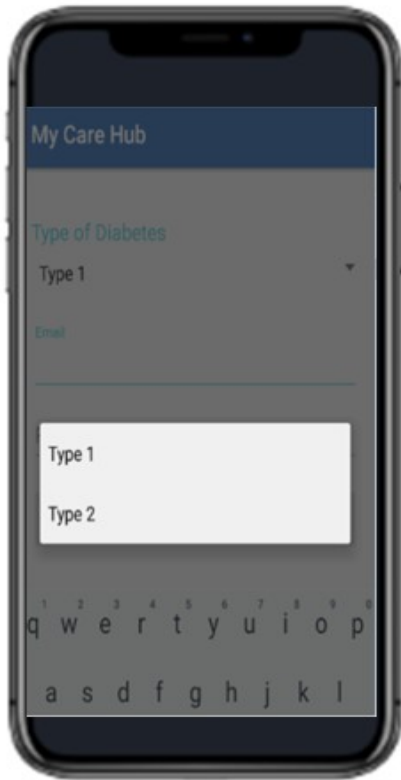 My Care Hub
Type of Diabetes
Type 1
Email
Type 1
Type 2
1 2 3 4 5 6 7 8 9 0
q w e r t y u i o p
a s d f g h j k l